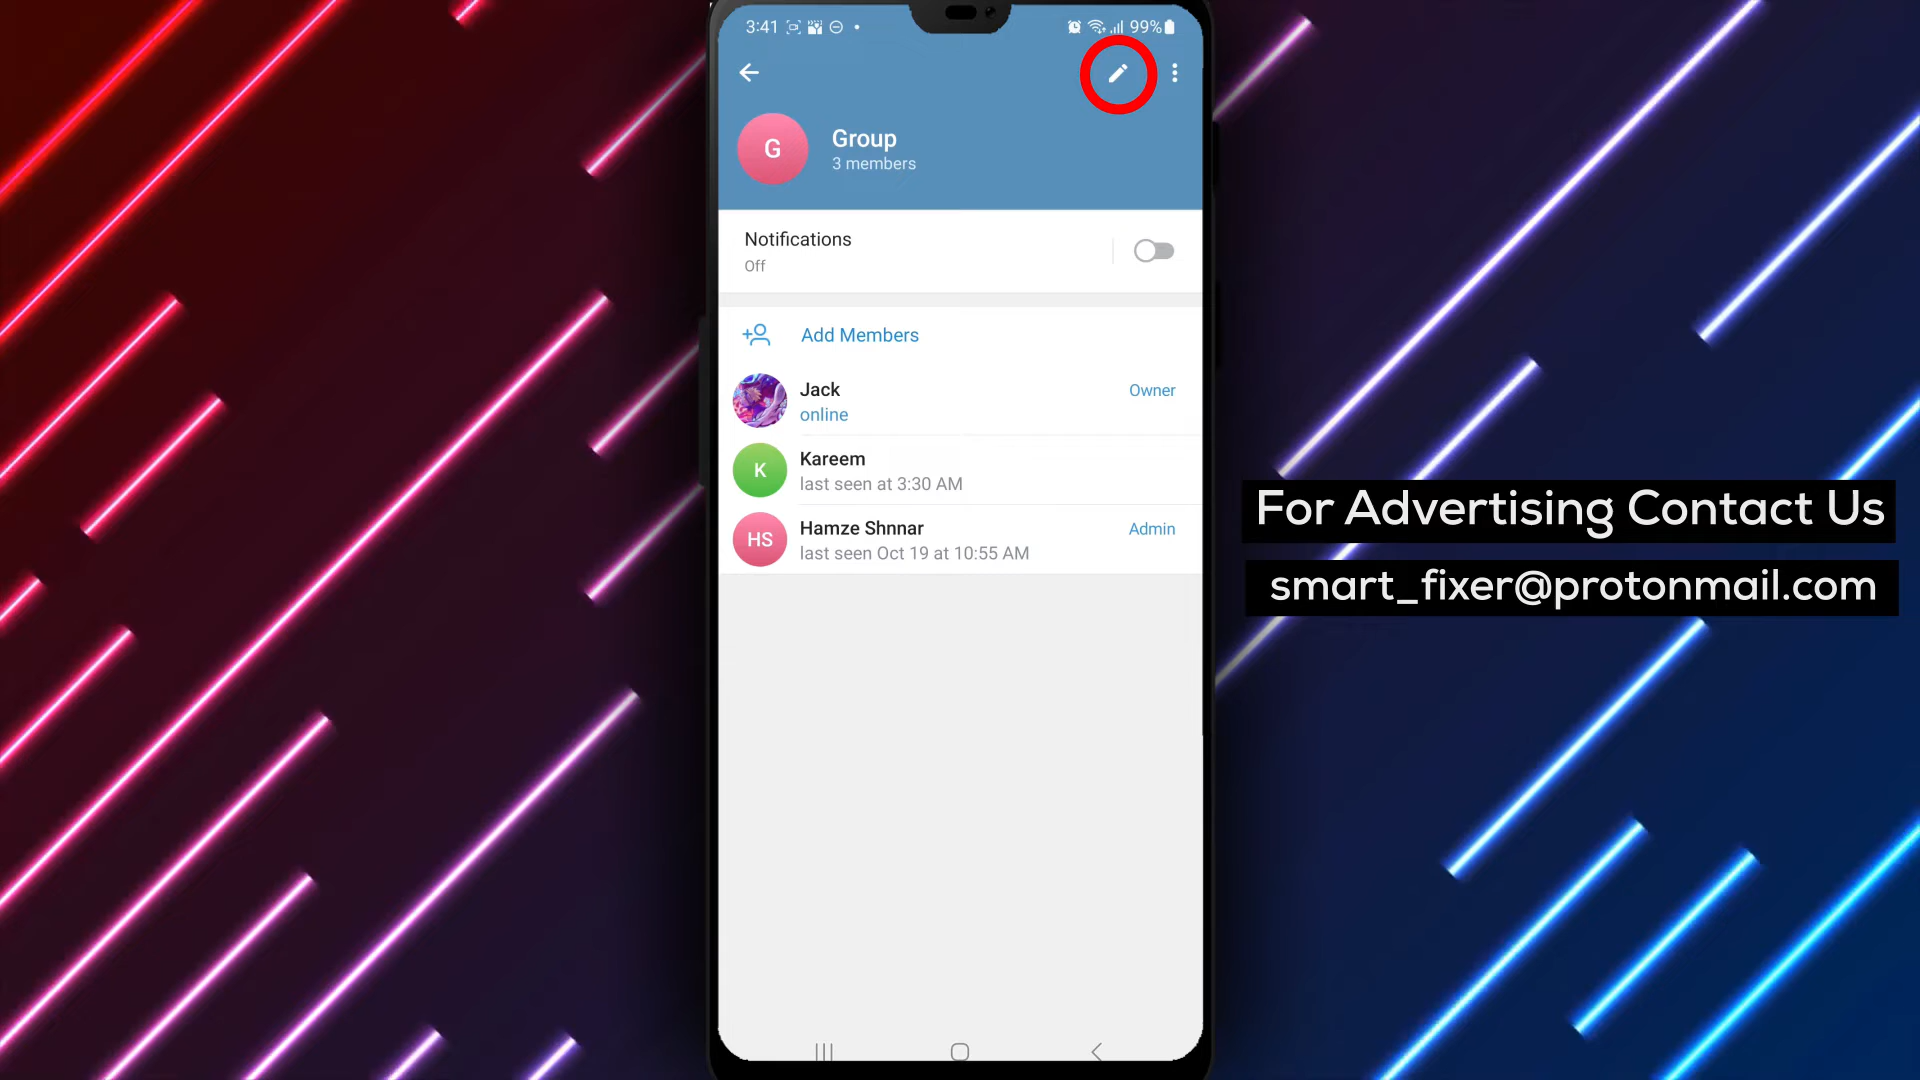 3:41
99%
G
Group
3 members
Notifications
Off
Add Members
Jack
Owner
online
K
Kareem
last seen at 3:30 AM
HS
Hamze Shnnar
Admin
last seen Oct 19 at 10:55 AM
For Advertising Contact Us
smart_fixer@protonmail.com